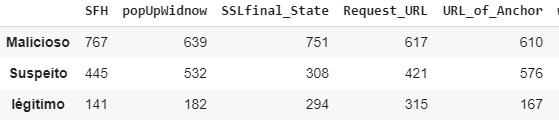 SFH popUpWidnow SSLfinal_State Request_URL URL_of_Anchor
Malicioso 767 639 751 617 610
Suspeito 445 532 308 421 576
légitimo 141 182 294 315 167